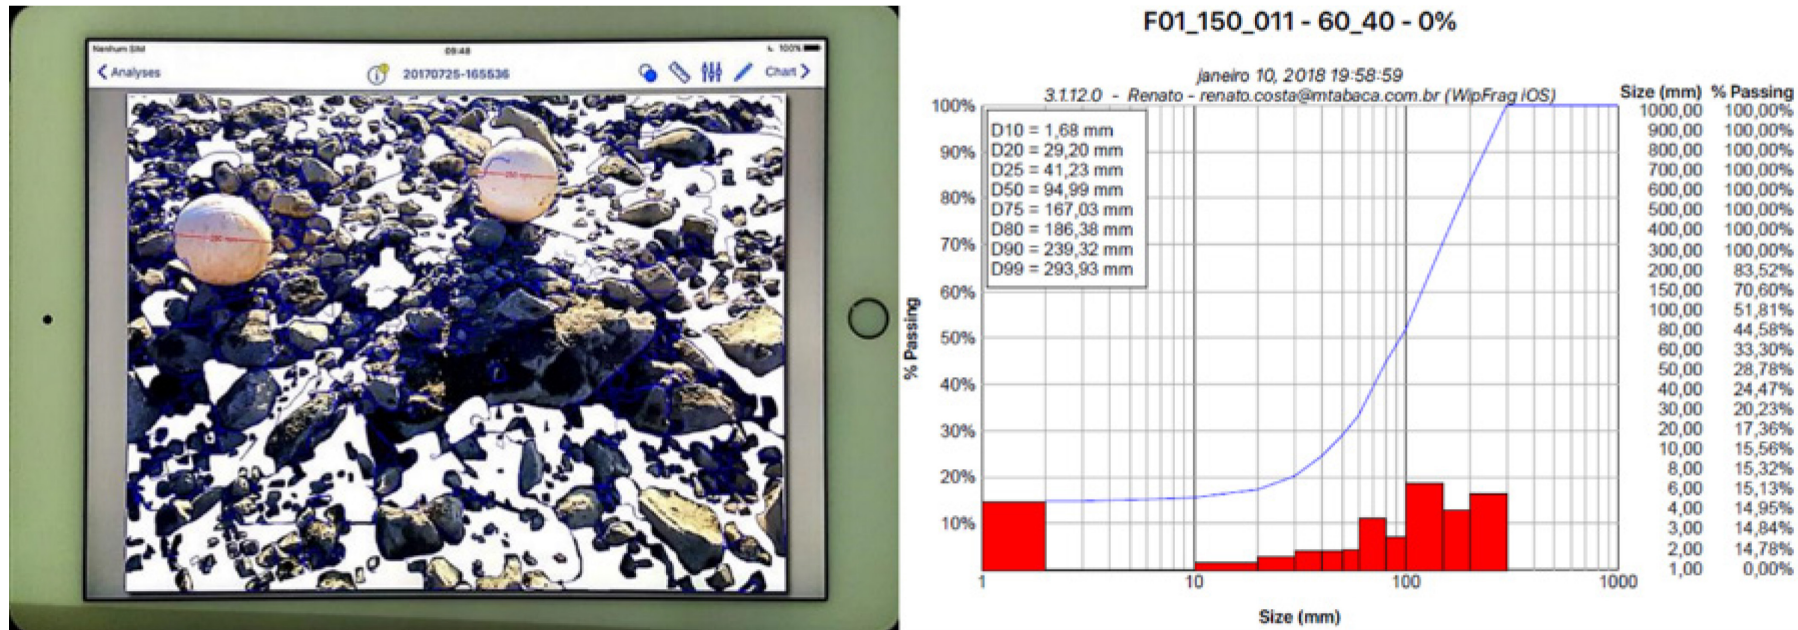 Nenhum SIM
09:48
100%
Analyses
20170725-165536
Chart
F01_150_011 - 60_40 - 0%
janeiro 10, 2018 19:58:59
3.1.12.0 - Renato - renato.costa@mtabaca.com.br (WipFrag iOS)
D10 = 1,68 mm
D20 = 29,20 mm
D25 = 41,23 mm
D50 = 94,99 mm
D75 = 167,03 mm
D80 = 186,38 mm
D90 = 239,32 mm
D99 = 293,93 mm
% Passing
100%
90%
80%
70%
60%
50%
40%
30%
20%
10%
1
10
100
1000
Size (mm)
Size (mm) % Passing
1000,00 100,00%
900,00 100,00%
800,00 100,00%
700,00 100,00%
600,00 100,00%
500,00 100,00%
400,00 100,00%
300,00 100,00%
200,00 83,52%
150,00 70,60%
100,00 51,81%
80,00 44,58%
60,00 33,30%
50,00 28,78%
40,00 24,47%
30,00 20,23%
20,00 17,36%
10,00 15,56%
8,00 15,32%
6,00 15,13%
4,00 14,95%
3,00 14,84%
2,00 14,78%
1,00 0,00%